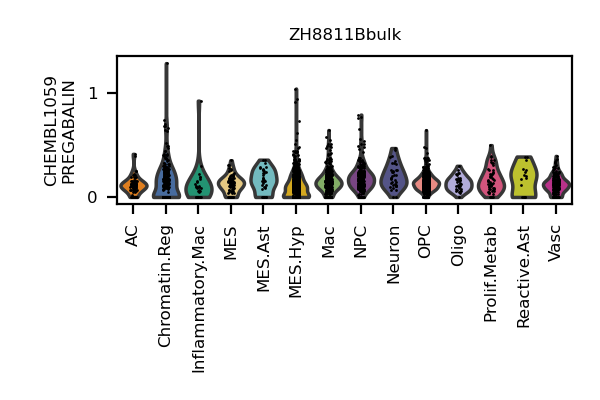 ZH8811Bbulk
CHEMBL1059
PREGABALIN
1
0
AC
Chromatin.Reg
Inflammatory.Mac
MES
MES.Ast
MES.Hyp
Mac
NPC
Neuron
OPC
Oligo
Prolif.Metab
Reactive.Ast
Vasc